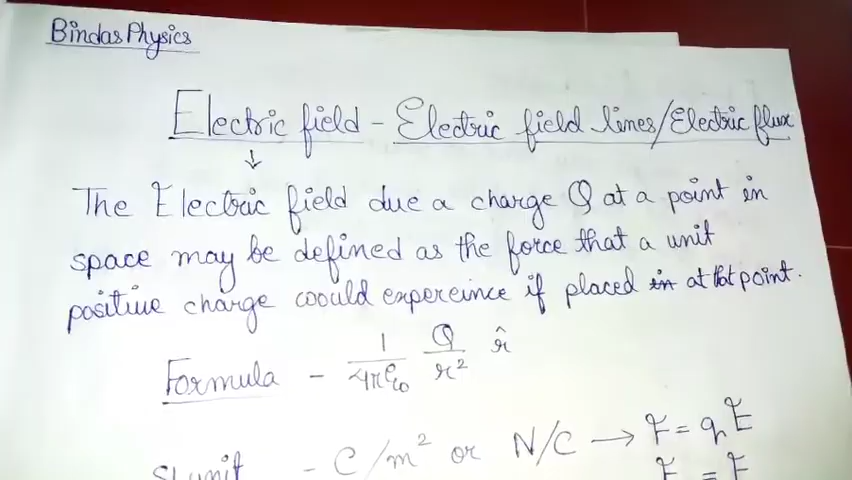 Bindas Physics
Electric field - Electric field lines/Electric flux
↓
The Electric field due a charge Q at a point in
space may be defined as the force that a unit
positive charge coould expereince if placed in at that point.
Formula - 1/4πε₀ Q/r² r̂
SI unit - C/m² or N/C → F = qE
F = F